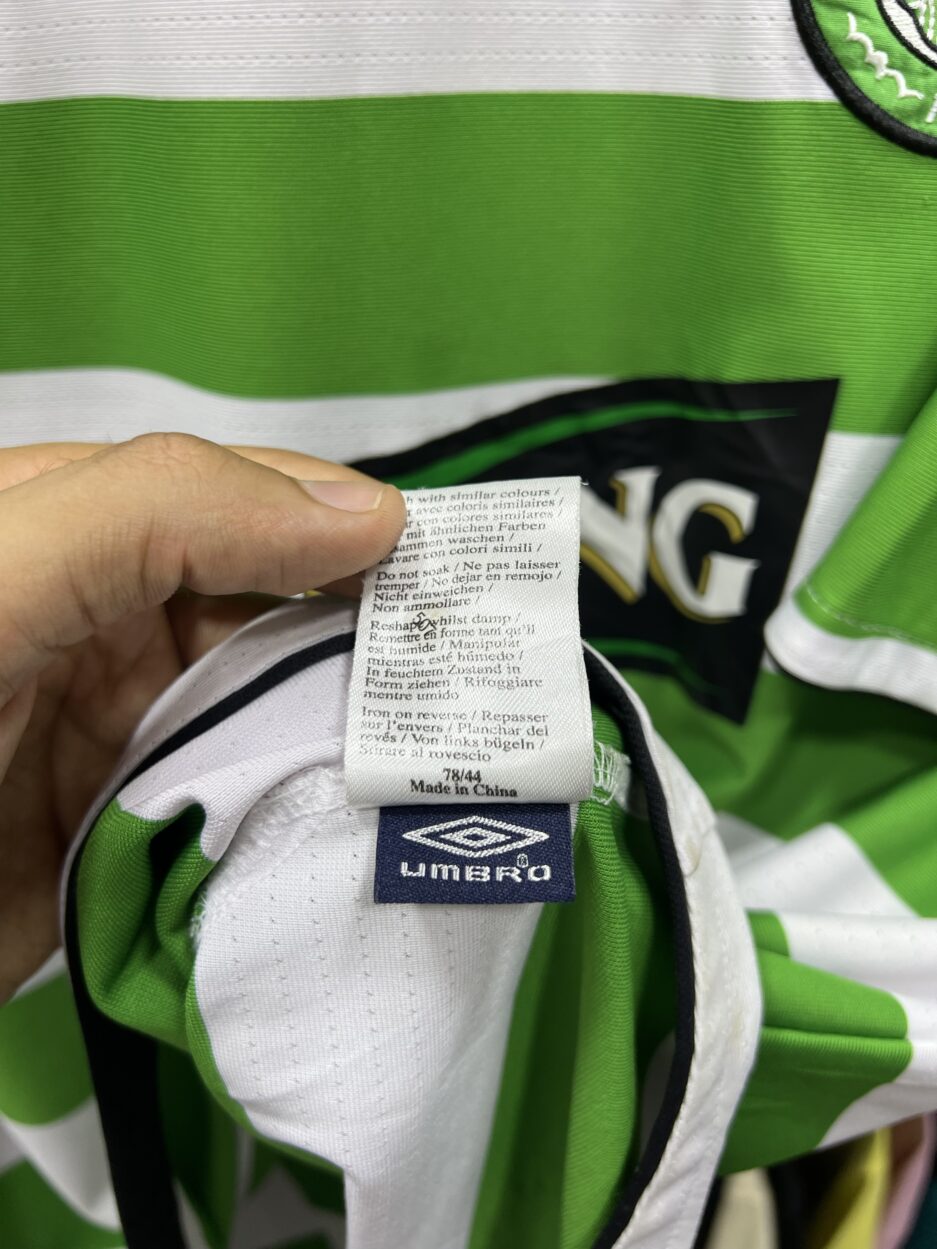 h with similar colours /
r avec coloris similaires /
ar con colores similares /
mit ähnlichen Farben
sammen waschen /
Lavare con colori simili /
Do not soak / Ne pas laisser
tremper / No dejar en remojo /
Nicht einweichen /
Non ammollare /
Reshape whilst damp /
Remettre en forme tant qu'il
est humide / Manipular
mientras esté húmedo /
In feuchtem Zustand in
Form ziehen / Rifoggiare
mentre umido
Iron on reverse / Repasser
sur l'envers / Planchar del
revés / Von links bügeln /
Stirare al rovescio
78/44
Made in China
UMBRO®
NG